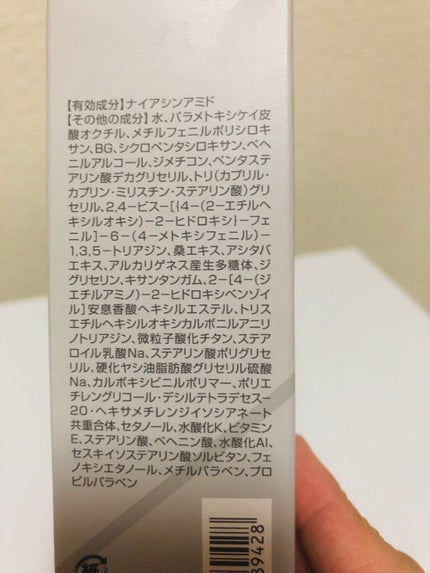 【有効成分】ナイアシンアミド
【その他の成分】水、パラメトキシケイ皮
酸オクチル、メチルフェニルポリシロキ
サン、BG、シクロペンタシロキサン、ベヘ
ニルアルコール、ジメチコン、ペンタステ
アリン酸デカグリセリル、トリ(カプリル・
カプリン・ミリスチン・ステアリン酸)グリ
セリル、2,4-ビス-[{4-(2-エチルヘ
キシルオキシ)-2-ヒドロキシ}-フェ
ニル]-6-(4-メトキシフェニル)-
1,3,5-トリアジン、桑エキス、アシタバ
エキス、アルカリゲネス産生多糖体、ジ
グリセリン、キサンタンガム、2-[4-(ジ
エチルアミノ)-2-ヒドロキシベンゾイ
ル]安息香酸ヘキシルエステル、トリス
エチルヘキシルオキシカルボニルアニリ
ノトリアジン、微粒子酸化チタン、ステア
ロイル乳酸Na、ステアリン酸ポリグリセ
リル、硬化ヤシ油脂肪酸グリセリル硫酸
Na、カルボキシビニルポリマー、ポリエ
チレングリコール・デシルテトラデセス-
20・ヘキサメチレンジイソシアネート
共重合体、セタノール、水酸化K、ビタミン
E、ステアリン酸、ベヘニン酸、水酸化Al、
セスキイソステアリン酸ソルビタン、フェ
ノキシエタノール、メチルパラベン、プロ
ピルパラベン
39428